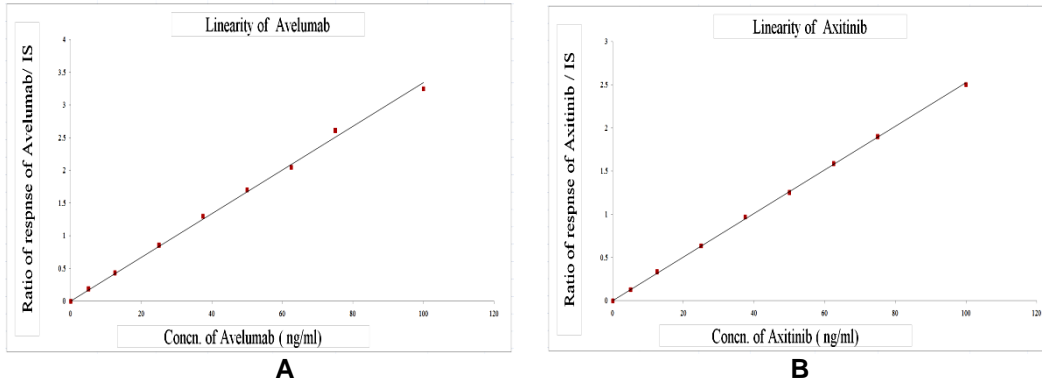 Linearity of Avelumab
Ratio of respnse of Avelumab/ IS
4
3.5
3
2.5
2
1.5
1
0.5
0
0 20 40 60 80 100 120
Concn. of Avelumab ( ng/ml)
A
Linearity of Axitinib
Ratio of respnse of Axitinib / IS
3
2.5
2
1.5
1
0.5
0
0 20 40 60 80 100 120
Concn. of Axitinib ( ng/ml)
B